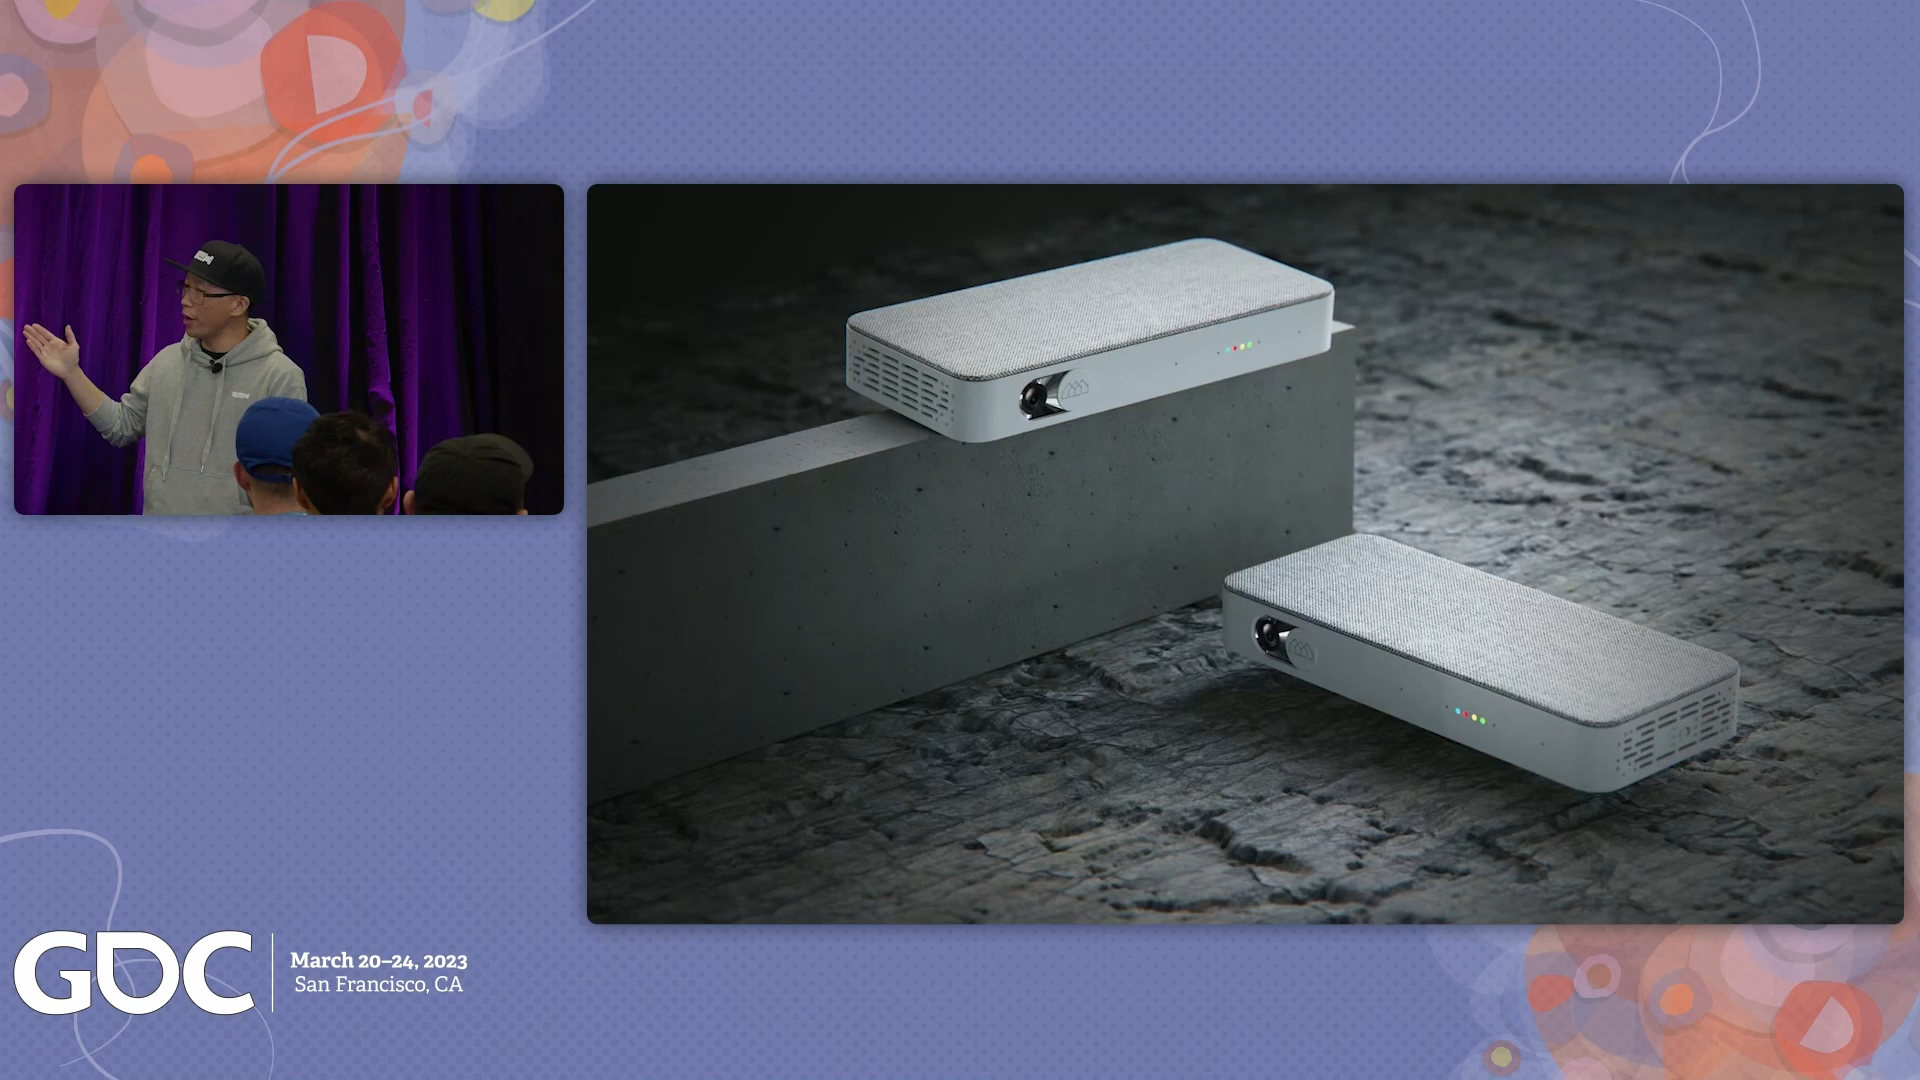 GDC
March 20–24, 2023
San Francisco, CA